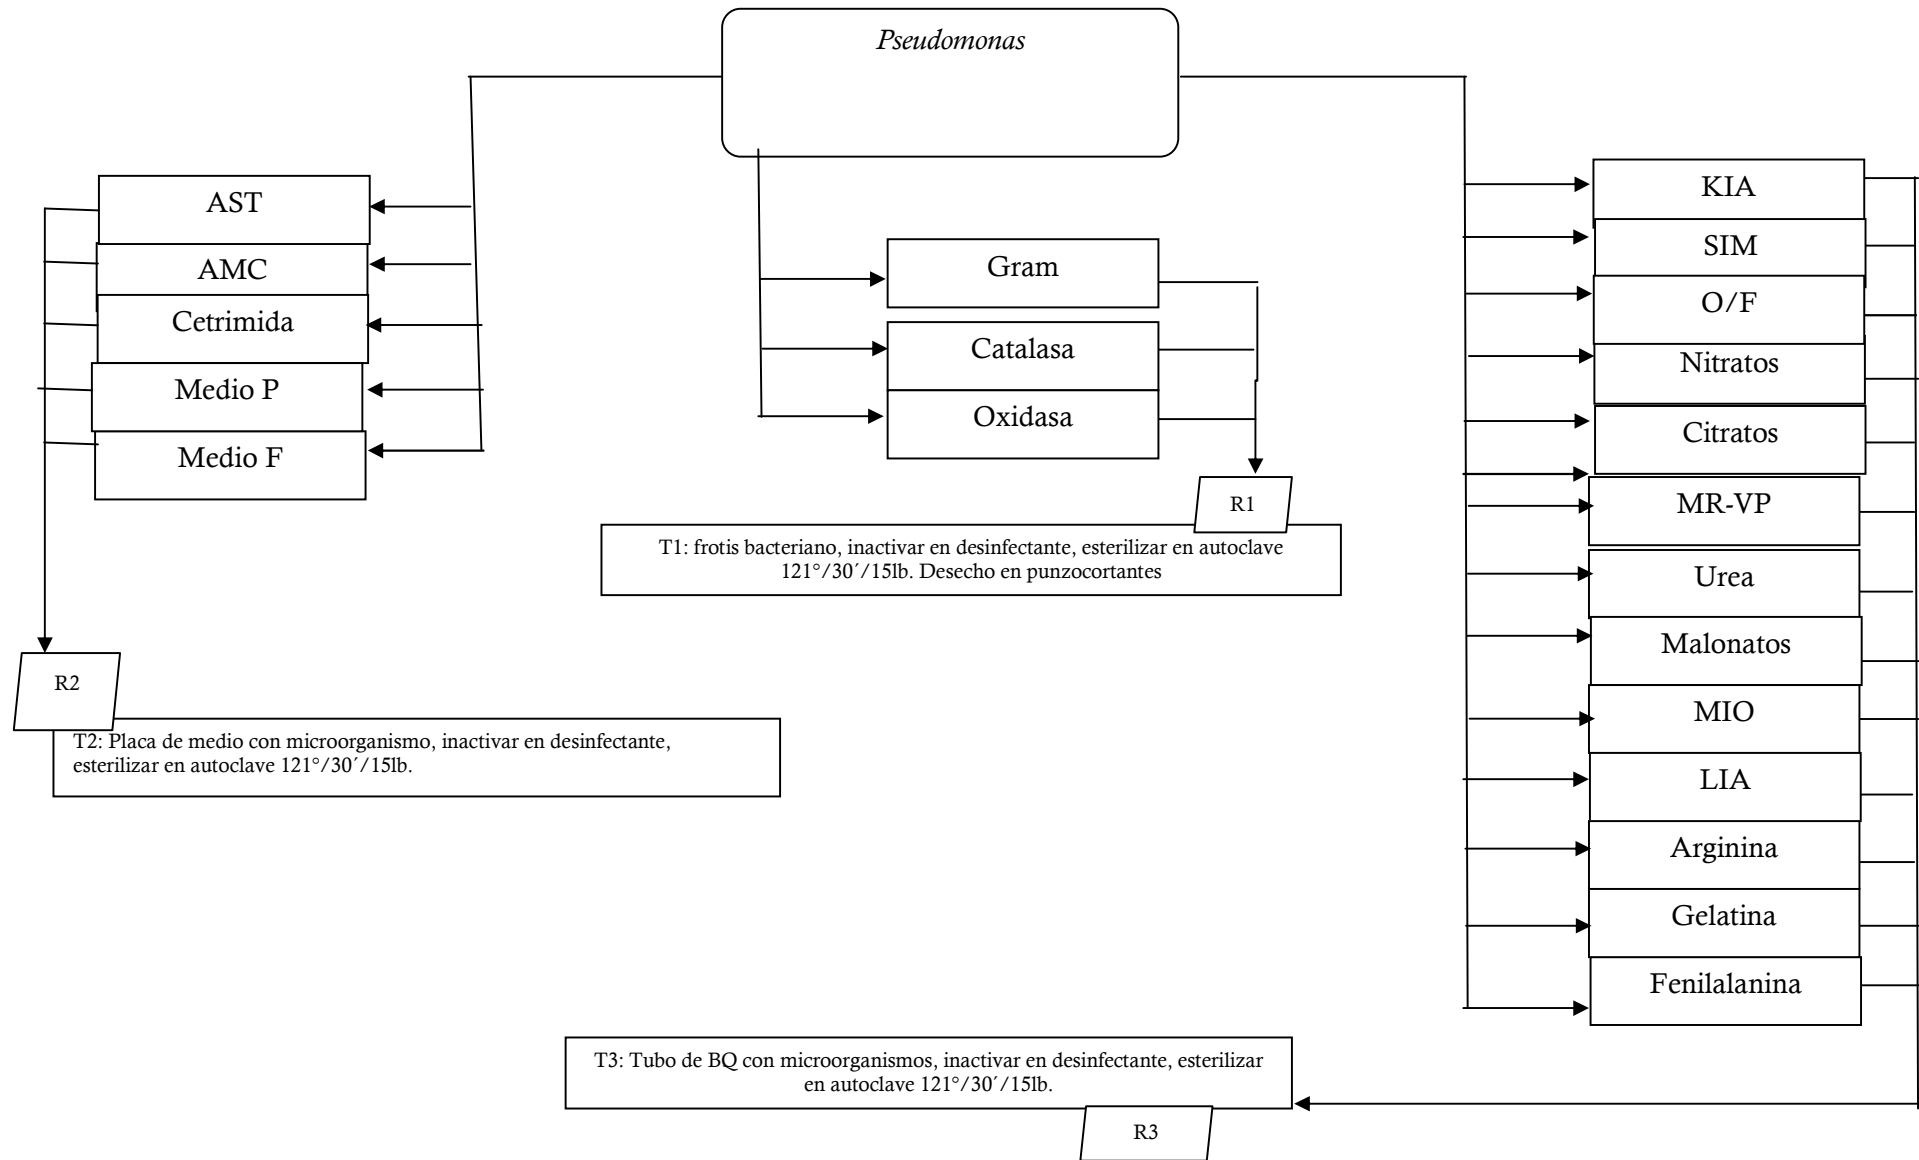 Pseudomonas
AST
AMC
Cetrimida
Medio P
Medio F
Gram
Catalasa
Oxidasa
R1
T1: frotis bacteriano, inactivar en desinfectante, esterilizar en autoclave
121°/30´/15lb. Desecho en punzocortantes
R2
T2: Placa de medio con microorganismo, inactivar en desinfectante,
esterilizar en autoclave 121°/30´/15lb.
KIA
SIM
O/F
Nitratos
Citratos
MR-VP
Urea
Malonatos
MIO
LIA
Arginina
Gelatina
Fenilalanina
T3: Tubo de BQ con microorganismos, inactivar en desinfectante, esterilizar
en autoclave 121°/30´/15lb.
R3